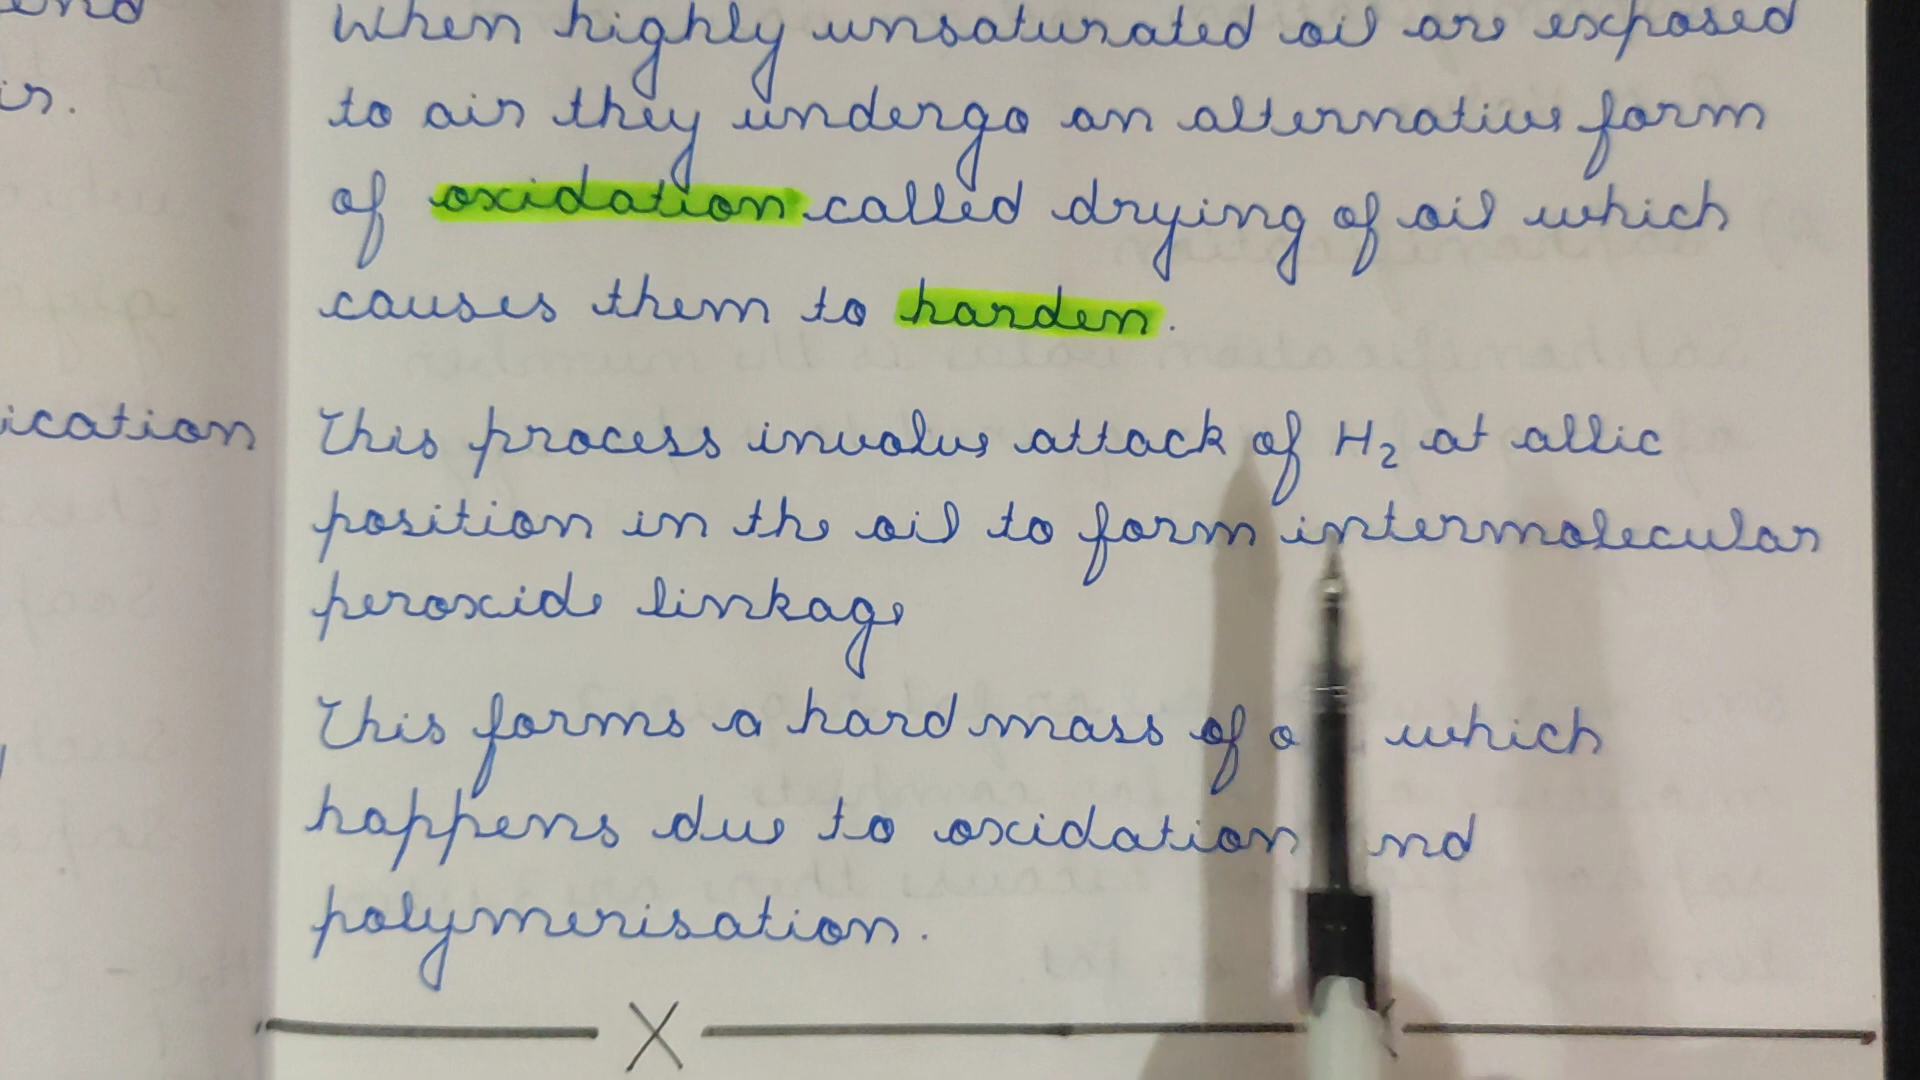 When highly unsaturated oil are exposed
to air they undergo an alternative form
of oxidation called drying of oil which
causes them to harden.
ication
This process involve attack of H₂ at allic
position in the oil to form intermolecular
peroxide linkage
This forms a hard mass of which
happens due to oxidation
polymerisation.
X